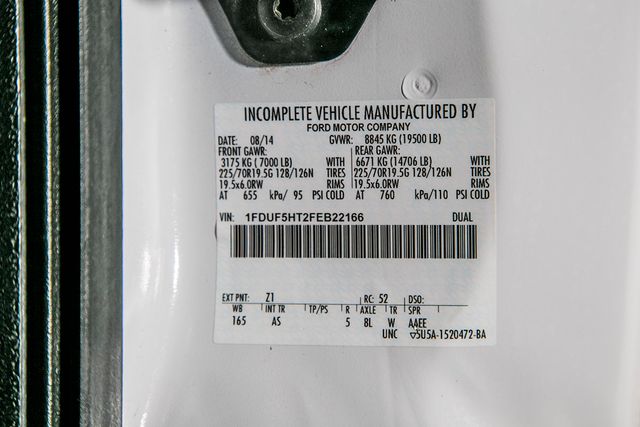 INCOMPLETE VEHICLE MANUFACTURED BY
FORD MOTOR COMPANY
DATE: 08/14 GVWR: 8845 KG (19500 LB)
FRONT GAWR: REAR GAWR:
3175 KG ( 7000 LB) WITH 6671 KG (14706 LB) WITH
225/70R19.5G 128/126N TIRES 225/70R19.5G 128/126N TIRES
19.5x6.0RW RIMS 19.5x6.0RW RIMS
AT 655 kPa/ 95 PSI COLD AT 760 kPa/110 PSI COLD
VIN: 1FDUF5HT2FEB22166 DUAL
EXT PNT: Z1 RC: 52 DSO:
WB INT TR TP/PS R AXLE TR SPR
165 AS 5 8L W AAEE
UNC 5U5A-1520472-BA